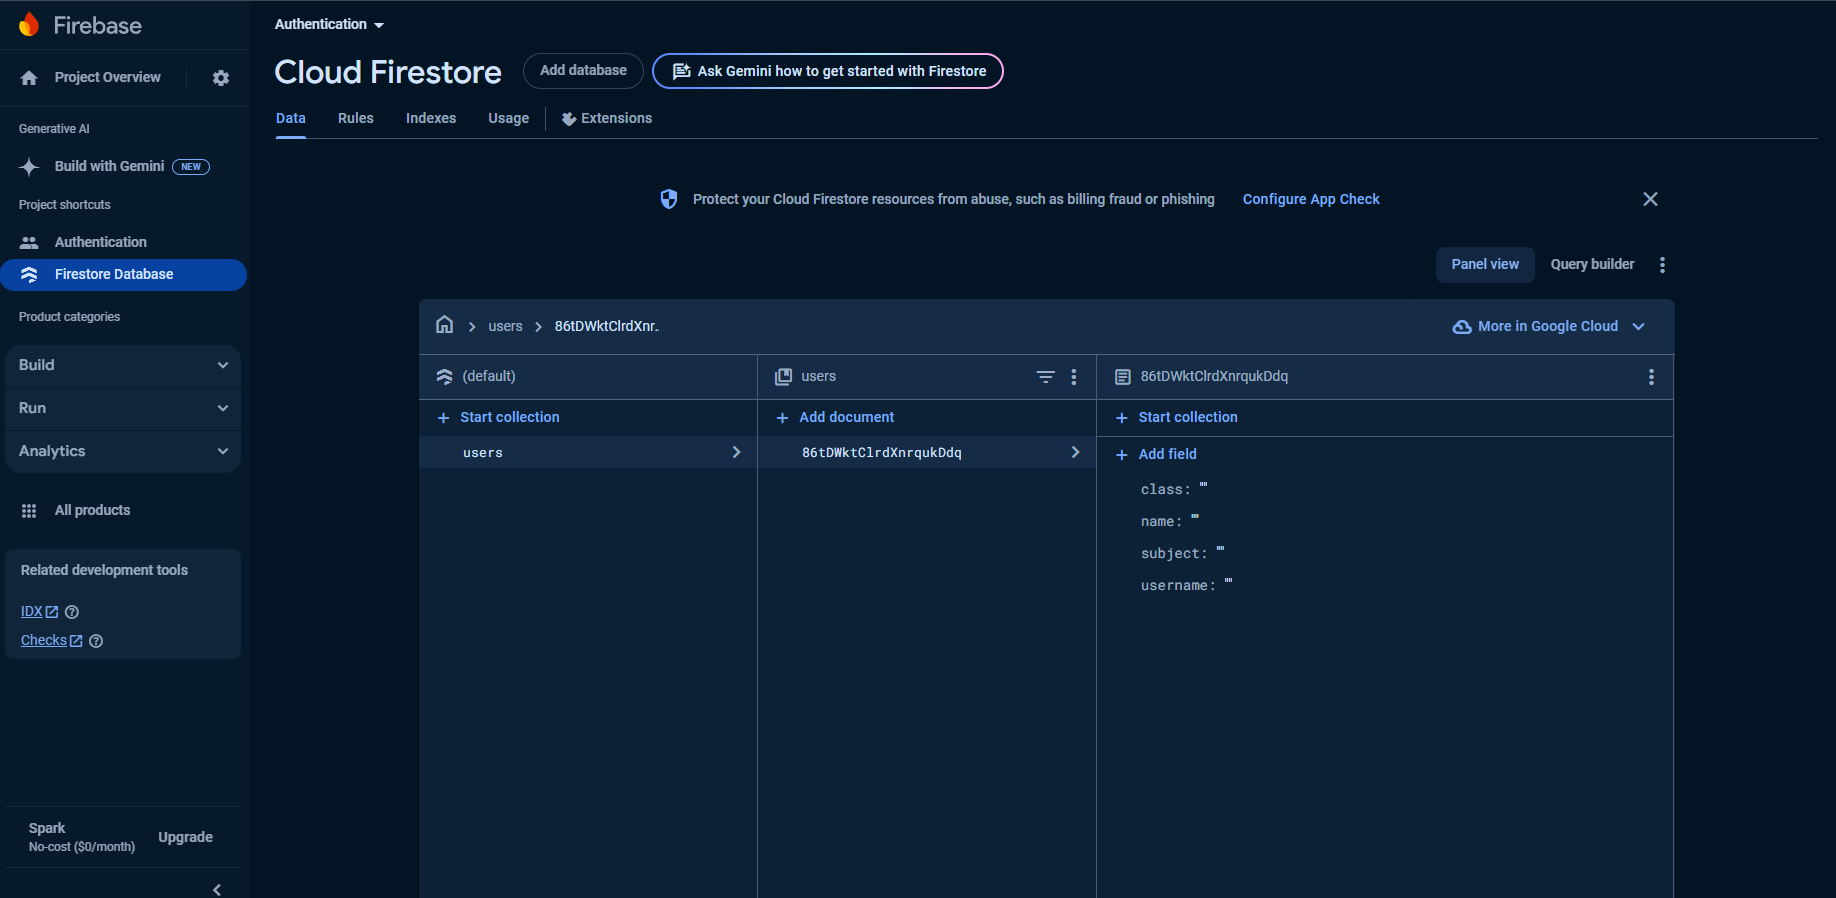 Firebase
Project Overview
Generative AI
Build with Gemini NEW
Project shortcuts
Authentication
Firestore Database
Product categories
Build
Run
Analytics
All products
Related development tools
IDX
Checks
Spark
No-cost ($0/month)
Upgrade
Authentication
Cloud Firestore
Add database
Ask Gemini how to get started with Firestore
Data Rules Indexes Usage Extensions
Protect your Cloud Firestore resources from abuse, such as billing fraud or phishing Configure App Check
Panel view Query builder
users 86tDWktClrdXnr..
More in Google Cloud
(default)
Start collection
users
users
Add document
86tDWktClrdXnrqukDdq
86tDWktClrdXnrqukDdq
Start collection
Add field
class: ""
name: ""
subject: ""
username: ""